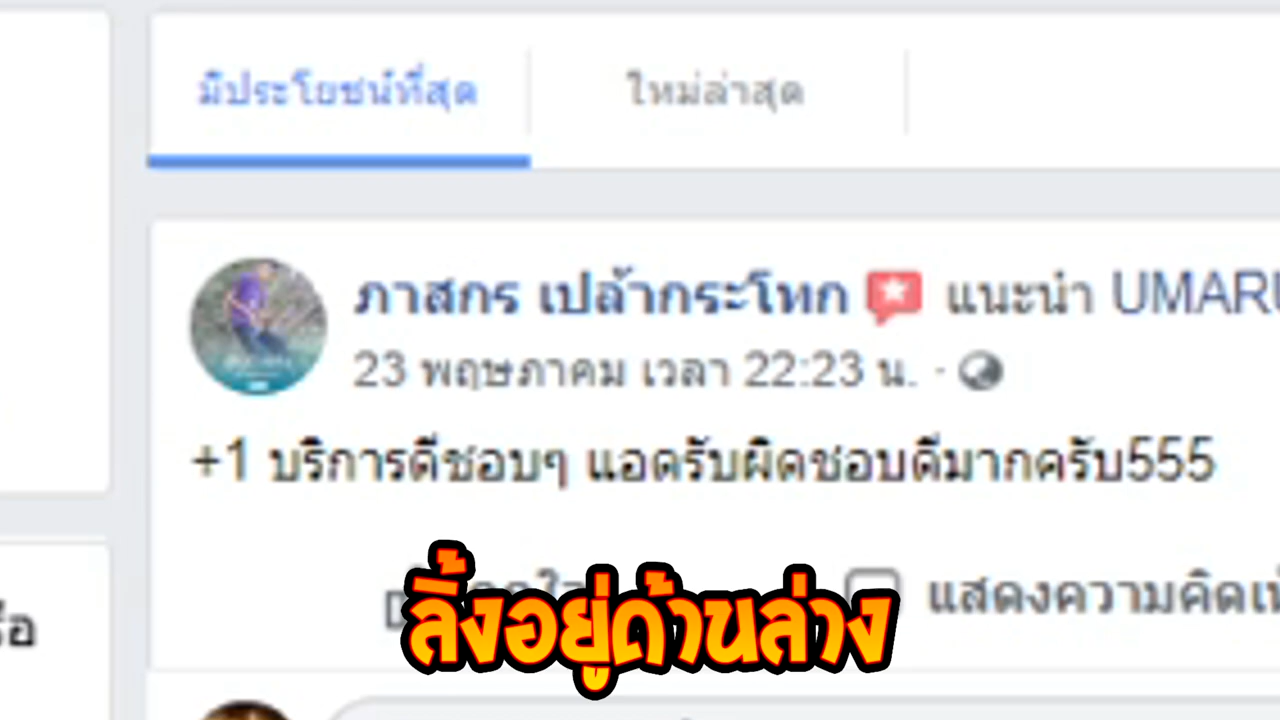 มีประโยชน์ที่สุด ใหม่ล่าสุด
ภาสกร เปล้ากระโทก แนะนำ UMAR
23 พฤษภาคม เวลา 22:23 น. ·
+1 บริการดีชอบๆ แอดรับผิดชอบดีมากครับ555
แสดงความคิดเ
ลิ้งอยู่ด้านล่าง